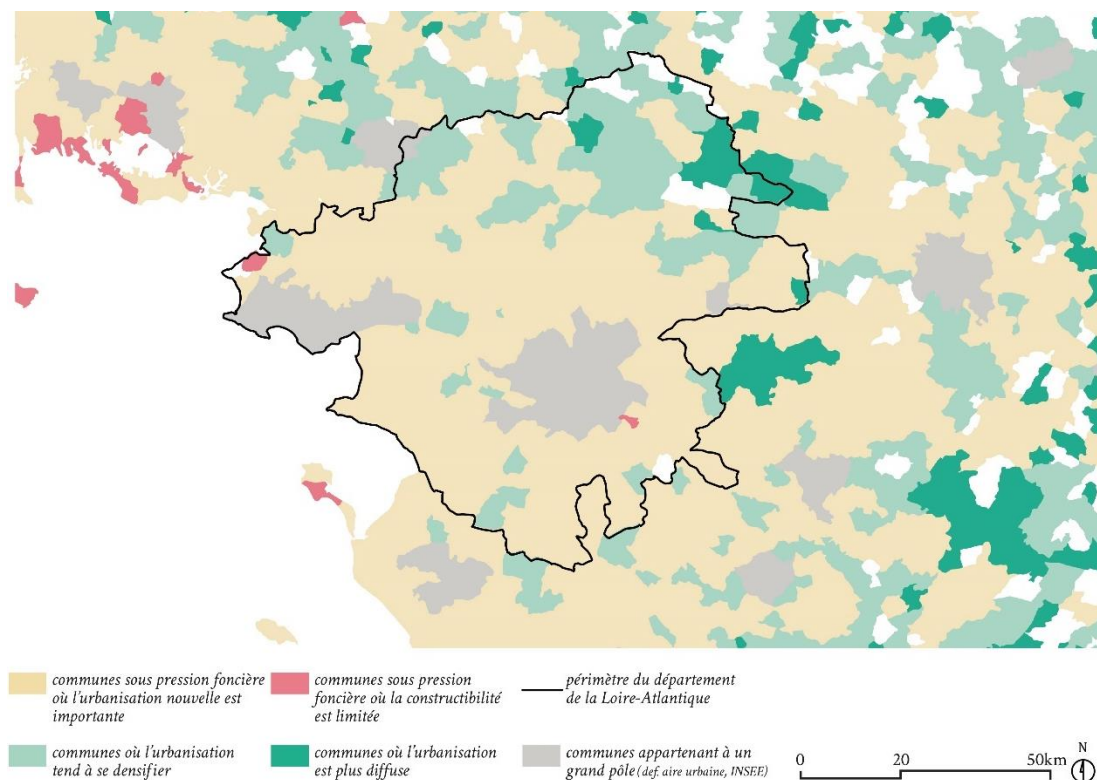 communes sous pression foncière
où l'urbanisation nouvelle est
importante
communes sous pression
foncière où la constructibilité
est limitée
périmètre du département
de la Loire-Atlantique
communes où l'urbanisation
tend à se densifier
communes où l'urbanisation
est plus diffuse
communes appartenant à un
grand pôle (def. aire urbaine, INSEE)
0 20 50km
N